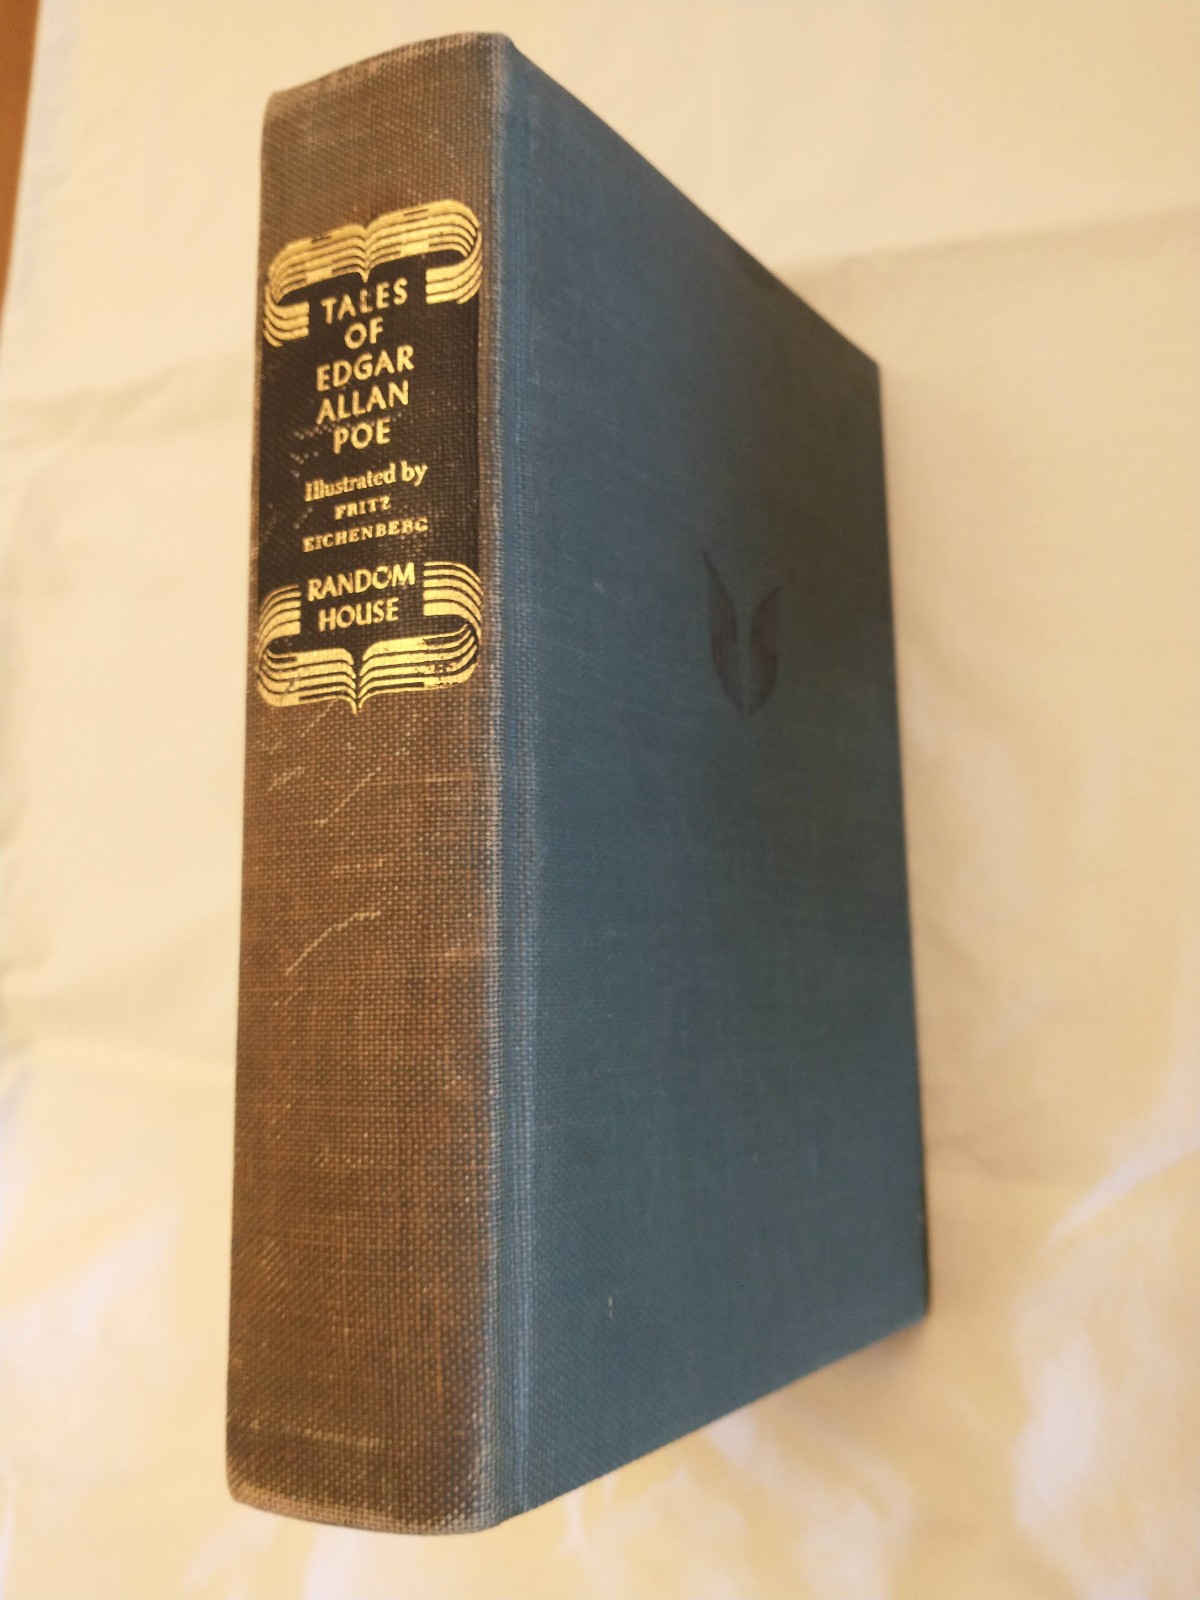 TALES
OF
EDGAR
ALLAN
POE
Illustrated by
FRITZ
EICHENBERG
RANDOM
HOUSE